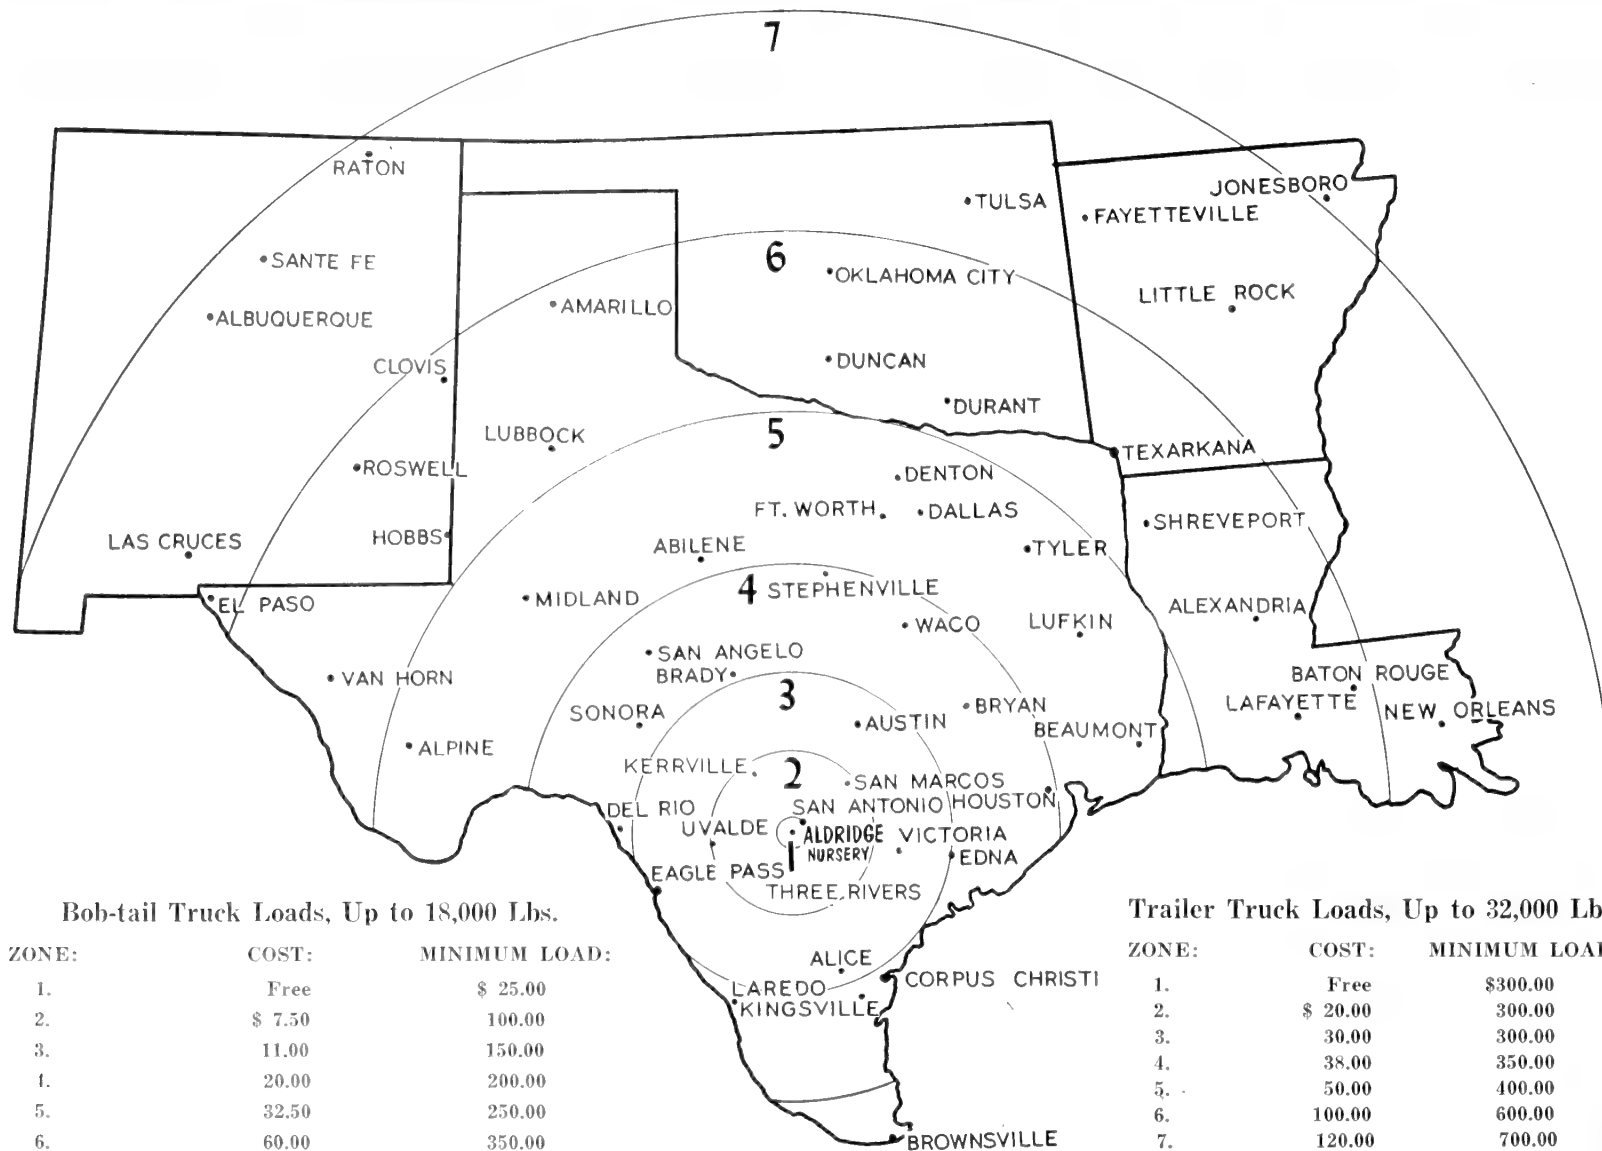 7
RATON
JONESBORO
TULSA
FAYETTEVILLE
6
SANTE FE
OKLAHOMA CITY
LITTLE ROCK
AMARILLO
ALBUQUERQUE
CLOVIS
DUNCAN
DURANT
5
LUBBOCK
TEXARKANA
ROSWELL
DENTON
FT. WORTH
DALLAS
SHREVEPORT
HOBBS
LAS CRUCES
ABILENE
TYLER
4
STEPHENVILLE
EL PASO
MIDLAND
ALEXANDRIA
WACO
LUFKIN
SAN ANGELO
BRADY
VAN HORN
BATON ROUGE
3
LAFAYETTE
NEW ORLEANS
SONORA
AUSTIN
BRYAN
BEAUMONT
ALPINE
KERRVILLE
2
SAN MARCOS
DEL RIO
SAN ANTONIO
HOUSTON
UVALDE
ALDRIDGE
NURSERY
VICTORIA
EDNA
1
EAGLE PASS
THREE RIVERS
ALICE
CORPUS CHRISTI
LAREDO
KINGSVILLE
BROWNSVILLE
Bob-tail Truck Loads, Up to 18,000 Lbs.
ZONE: COST: MINIMUM LOAD:
1. Free $ 25.00
2. $ 7.50 100.00
3. 11.00 150.00
4. 20.00 200.00
5. 32.50 250.00
6. 60.00 350.00
Trailer Truck Loads, Up to 32,000 Lb
ZONE: COST: MINIMUM LOA
1. Free $300.00
2. $ 20.00 300.00
3. 30.00 300.00
4. 38.00 350.00
5. 50.00 400.00
6. 100.00 600.00
7. 120.00 700.00